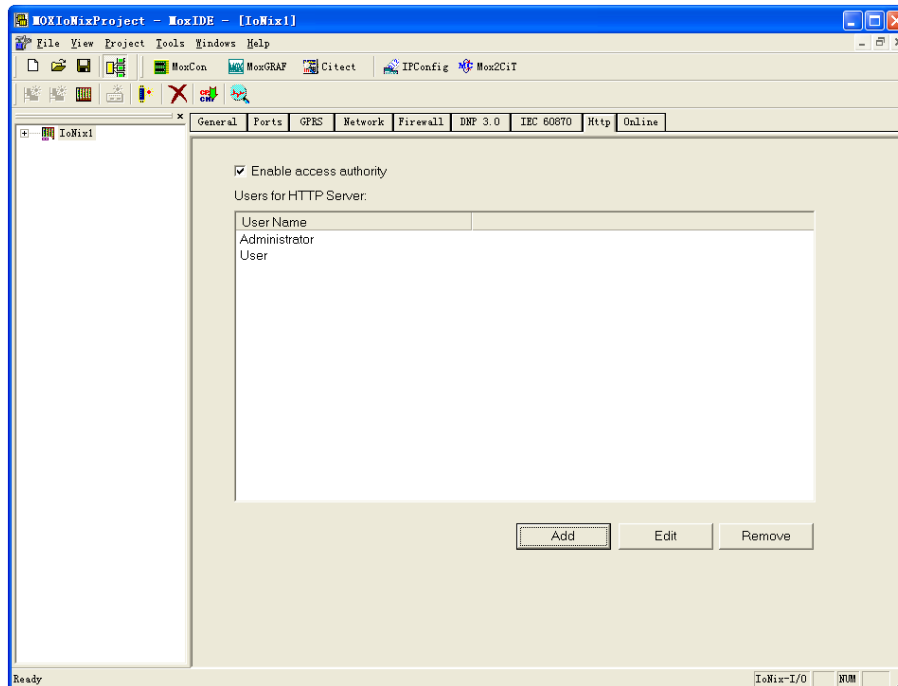 MOXIoNixProject - MoxIDE - [IoNix1]
File View Project Tools Windows Help
MoxCon MoxGRAF Citect IPConfig Mox2CiT
IoNix1
General Ports GPRS Network Firewall DNP 3.0 IEC 60870 Http Online
Enable access authority
Users for HTTP Server:
User Name
Administrator
User
Add Edit Remove
Ready IoNix-I/O NUM